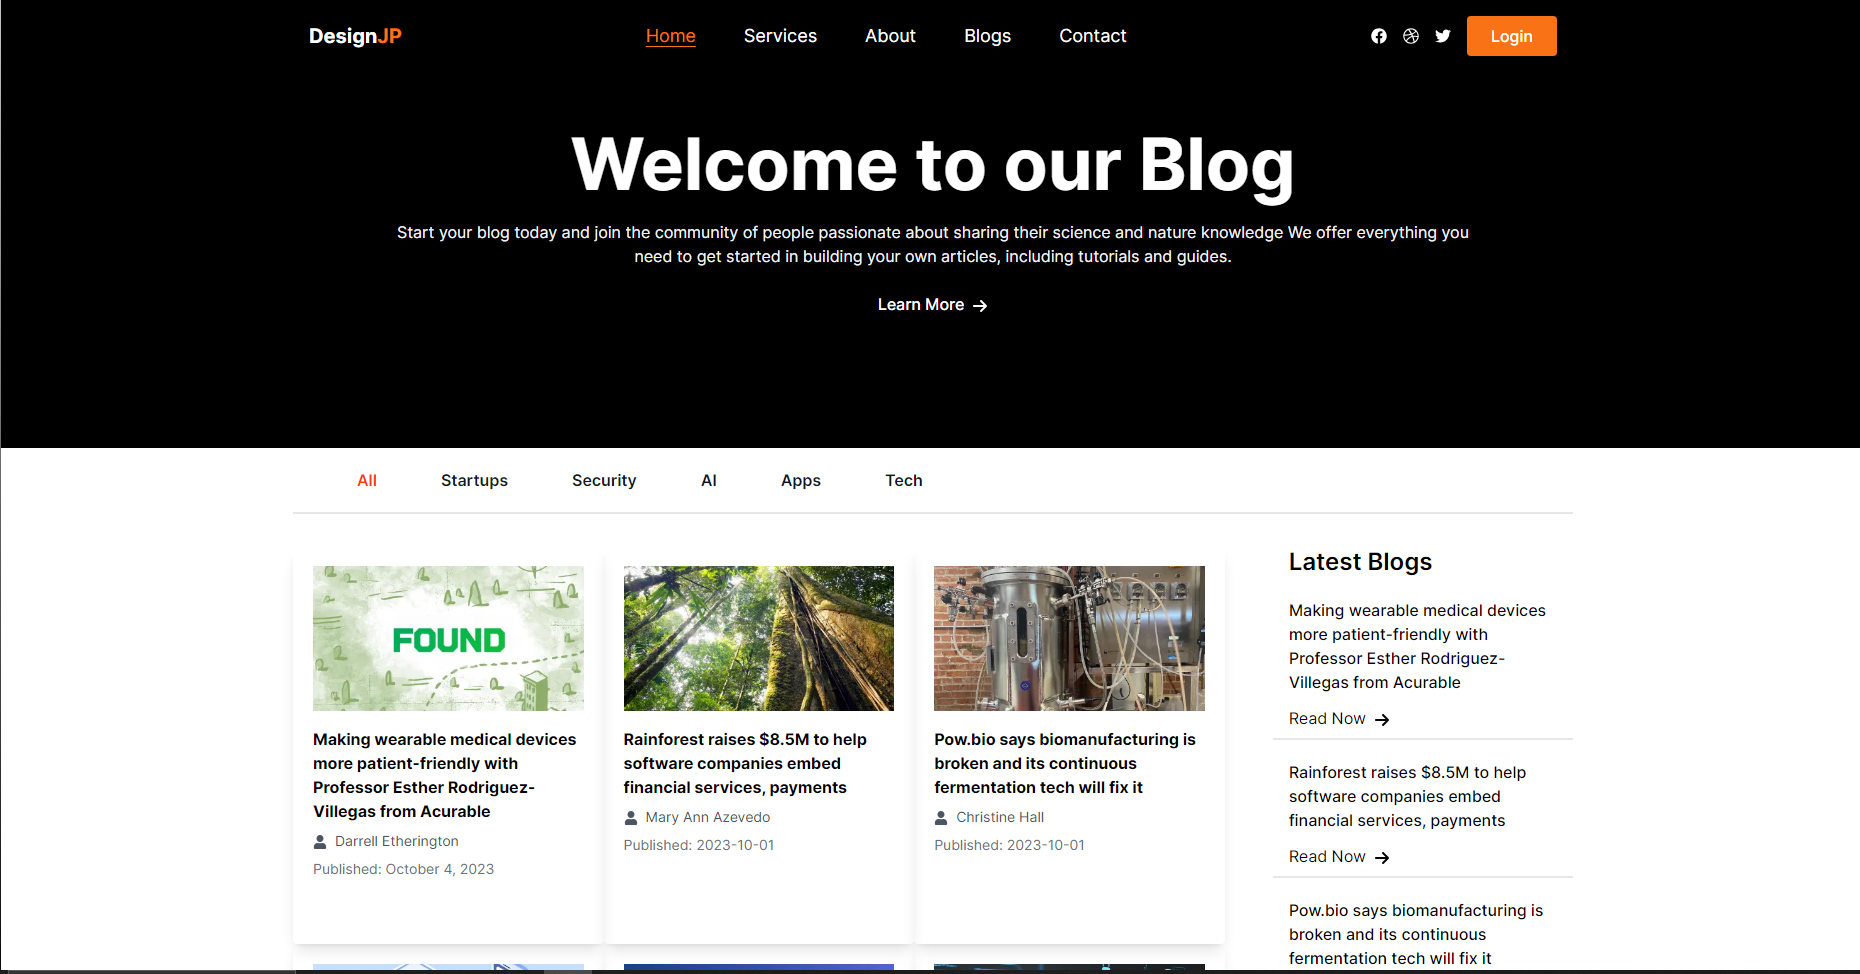 DesignJP
Home Services About Blogs Contact
Login
Welcome to our Blog
Start your blog today and join the community of people passionate about sharing their science and nature knowledge We offer everything you
need to get started in building your own articles, including tutorials and guides.
Learn More
All Startups Security AI Apps Tech
FOUND
Making wearable medical devices
more patient-friendly with
Professor Esther Rodriguez-
Villegas from Acurable
Darrell Etherington
Published: October 4, 2023
Rainforest raises $8.5M to help
software companies embed
financial services, payments
Mary Ann Azevedo
Published: 2023-10-01
Pow.bio says biomanufacturing is
broken and its continuous
fermentation tech will fix it
Christine Hall
Published: 2023-10-01
Latest Blogs
Making wearable medical devices
more patient-friendly with
Professor Esther Rodriguez-
Villegas from Acurable
Read Now
Rainforest raises $8.5M to help
software companies embed
financial services, payments
Read Now
Pow.bio says biomanufacturing is
broken and its continuous
fermentation tech will fix it